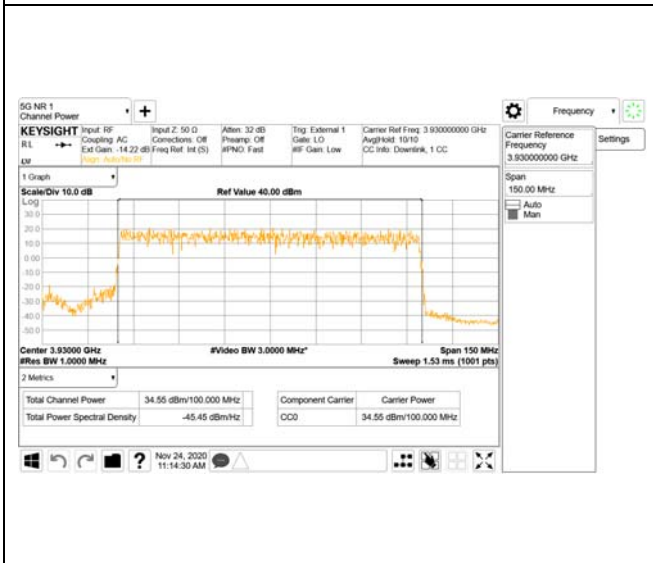 5G NR 1
Channel Power
Frequency
KEYSIGHT
RL
Input: RF
Coupling: AC
Ext Gain: -14.22 dB
Align: Auto/No RF
Input Z: 50 Ω
Corrections: Off
Freq Ref: Int (S)
Atten: 32 dB
Preamp: Off
#PNO: Fast
Trig: External 1
Gate: LO
#IF Gain: Low
Carrier Ref Freq: 3.930000000 GHz
Avg|Hold: 10/10
CC Info: Downlink, 1 CC
Carrier Reference
Frequency
3.930000000 GHz
Settings
Span
150.00 MHz
Auto
Man
1 Graph
Scale/Div 10.0 dB
Ref Value 40.00 dBm
Log
30.0
20.0
10.0
0.00
-10.0
-20.0
-30.0
-40.0
-50.0
Center 3.93000 GHz
#Video BW 3.0000 MHz*
Span 150 MHz
#Res BW 1.0000 MHz
Sweep 1.53 ms (1001 pts)
2 Metrics
Total Channel Power 34.55 dBm/100.000 MHz
Total Power Spectral Density -45.45 dBm/Hz
Component Carrier Carrier Power
CC0 34.55 dBm/100.000 MHz
Nov 24, 2020
11:14:30 AM